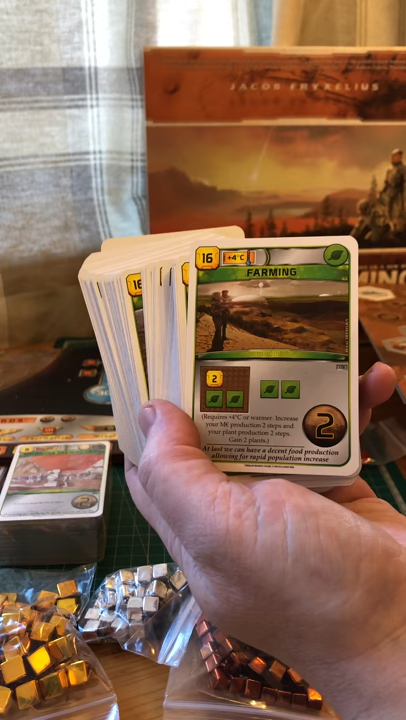 JACOB FRYXELIUS
16
+4°C
FARMING
16
2
(Requires +4°C or warmer. Increase
your M€ production 2 steps and
your plant production 2 steps.
Gain 2 plants.)
2
At last we can have a decent food production
allowing for rapid population increase